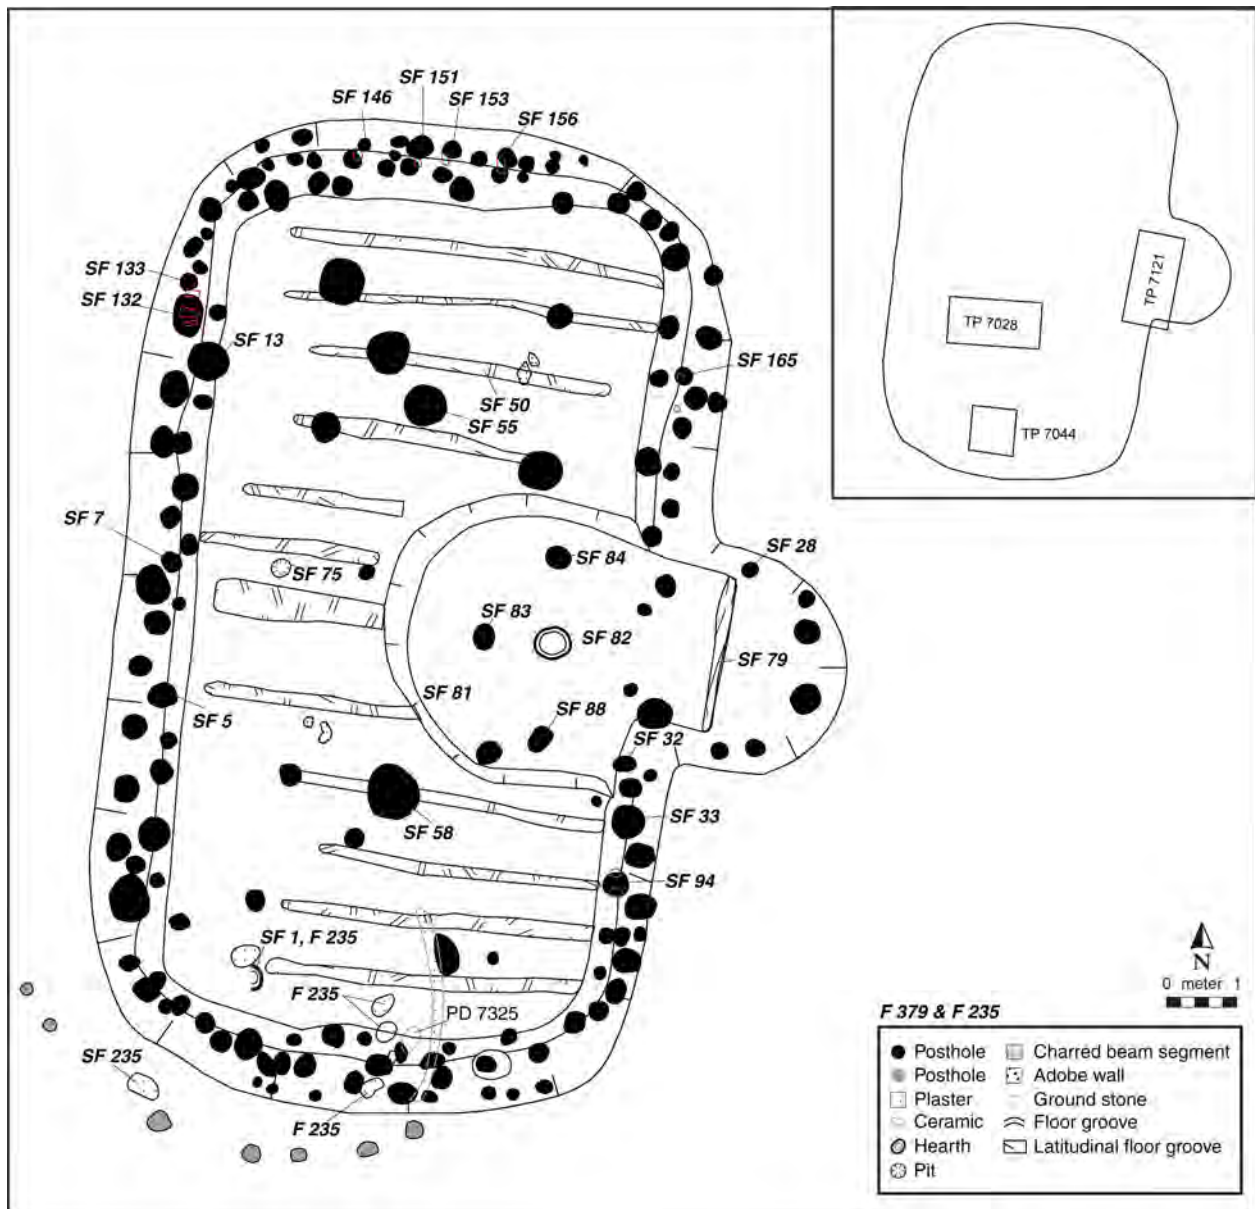 SF 151
SF 146
SF 153
SF 156
SF 133
SF 132
SF 13
SF 165
SF 50
SF 55
SF 7
SF 75
SF 84
SF 28
SF 83
SF 82
SF 79
SF 81
SF 5
SF 88
SF 32
SF 58
SF 33
SF 94
SF 1, F 235
F 235
PD 7325
SF 235
F 235
TP 7121
TP 7028
TP 7044
N
0 meter 1
F 379 & F 235
Posthole
Posthole
Plaster
Ceramic
Hearth
Pit
Charred beam segment
Adobe wall
Ground stone
Floor groove
Latitudinal floor groove